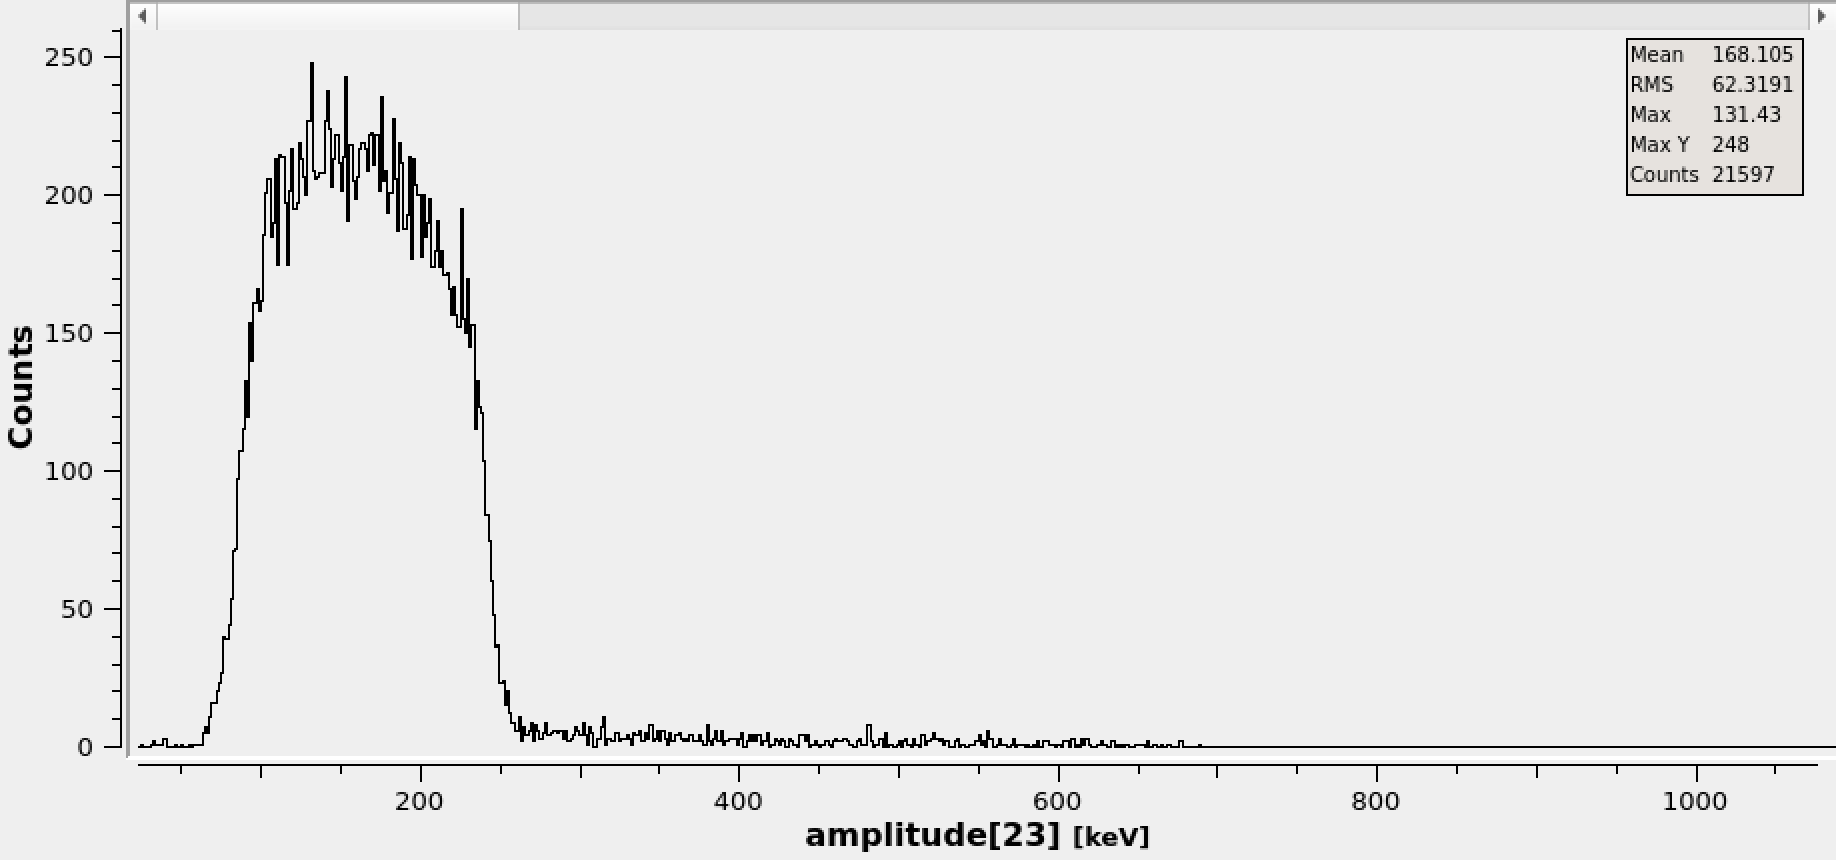 250
200
150
100
50
0
Counts
Mean 168.105
RMS 62.3191
Max 131.43
Max Y 248
Counts 21597
200 400 600 800 1000
amplitude[23] [keV]